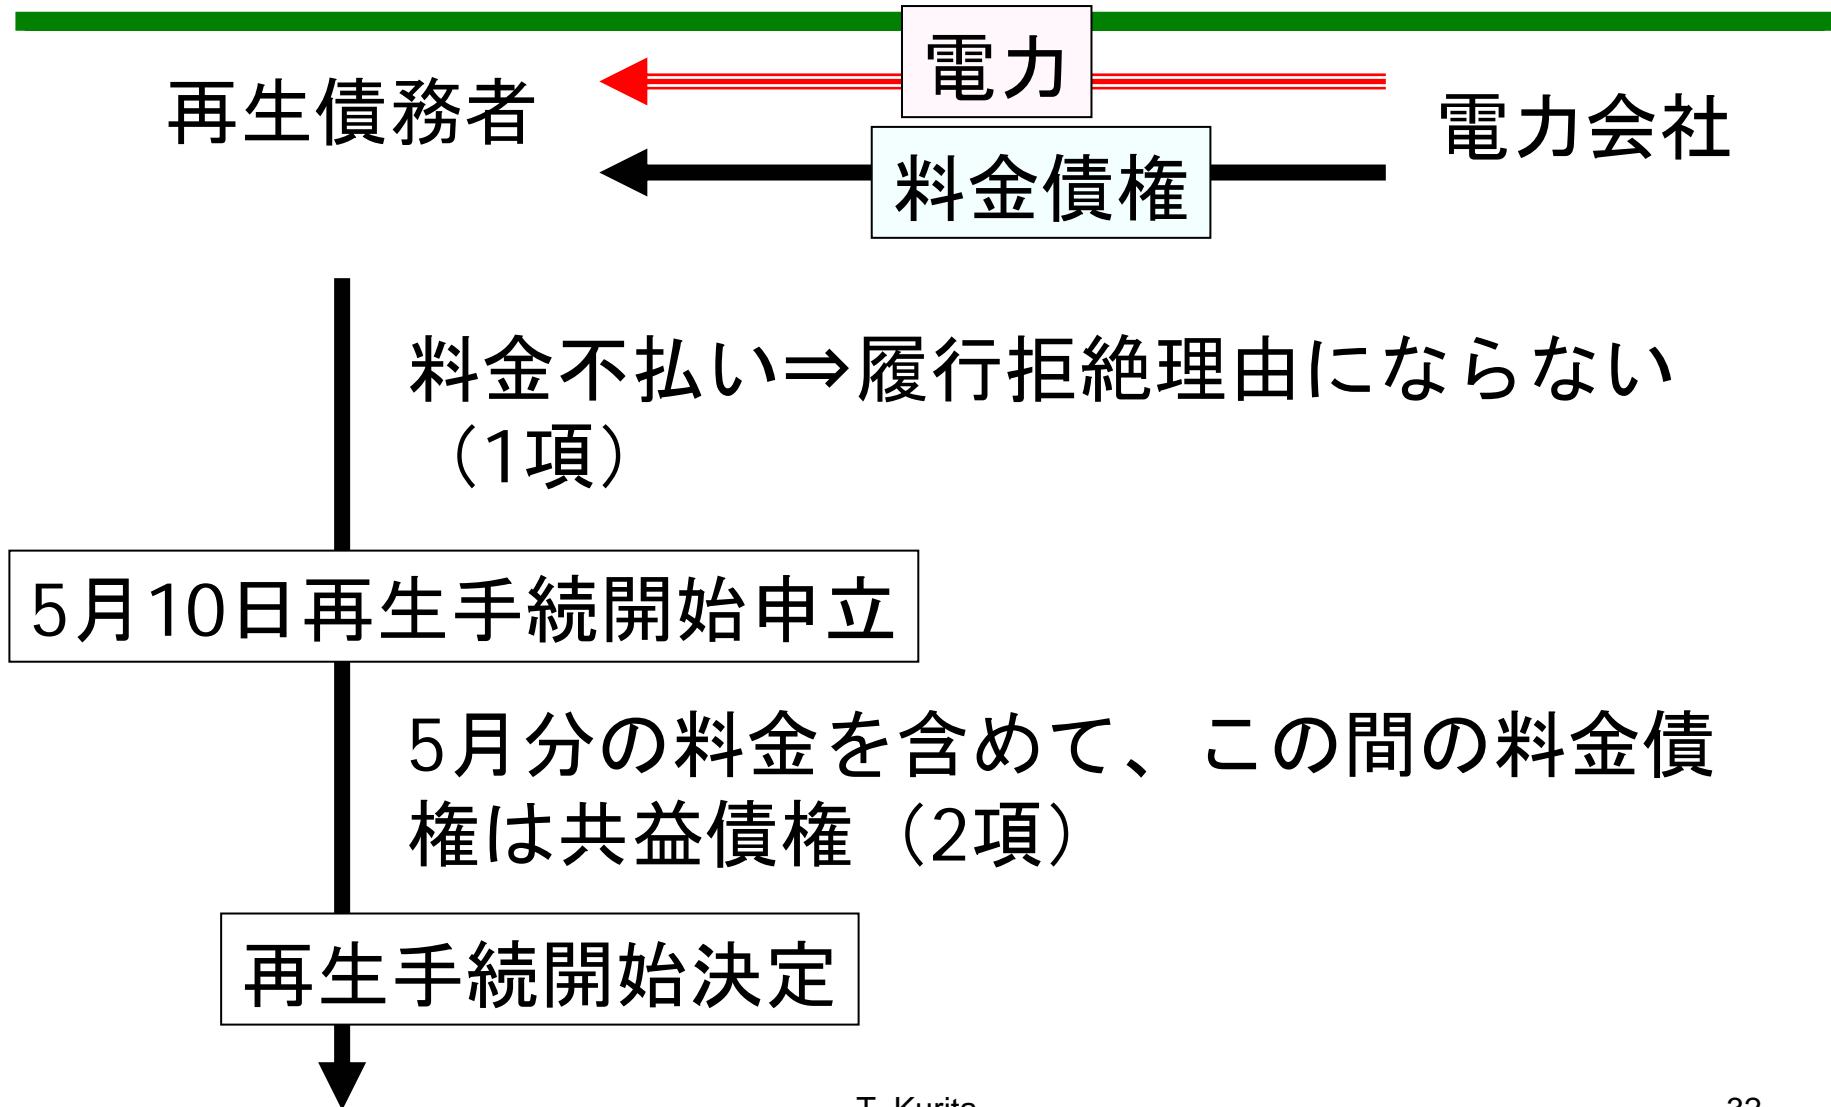 電力
再生債務者
電力会社
料金債権
料金不払い⇒履行拒絶理由にならない
（1項）
5月10日再生手続開始申立
5月分の料金を含めて、この間の料金債
権は共益債権（2項）
再生手続開始決定